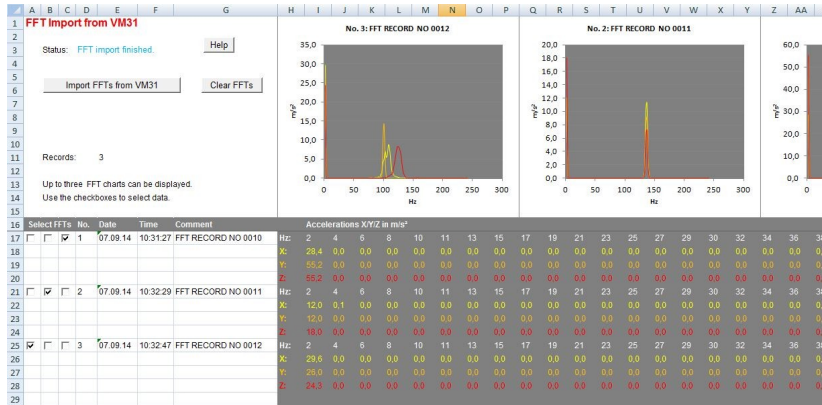 A B C D E F G H I J K L M N O P Q R S T U V W X Y Z AA
1 FFT Import from VM31
No. 3: FFT RECORD NO 0012
No. 2: FFT RECORD NO 0011
2
3 Status: FFT import finished. Help
4
5
6 Import FFTs from VM31 Clear FFTs
7
8
9
10
11 Records: 3
12
13 Up to three FFT charts can be displayed.
14 Use the checkboxes to select data.
15
35,0
30,0
25,0
20,0
15,0
10,0
5,0
0,0
m/s²
0 50 100 150 200 250 300
Hz
20,0
18,0
16,0
14,0
12,0
10,0
8,0
6,0
4,0
2,0
0,0
m/s²
0 50 100 150 200 250 300
Hz
60,0
50,0
40,0
30,0
20,0
10,0
0,0
m/s²
0
16 Select FFTs No. Date Time Comment Accelerations X/Y/Z in m/s²
17 1 07.09.14 10:31:27 FFT RECORD NO 0010 Hz: 2 4 6 8 10 11 13 15 17 19 21 23 25 27 29 30 32 34 36
18 X: 28,4 0,0 0,0 0,0 0,0 0,0 0,0 0,0 0,0 0,0 0,0 0,0 0,0 0,0 0,0 0,0 0,0 0,0 0,0
19 Y: 55,2 0,0 0,0 0,0 0,0 0,0 0,0 0,0 0,0 0,0 0,0 0,0 0,0 0,0 0,0 0,0 0,0 0,0 0,0
20 Z: 55,2 0,0 0,0 0,0 0,0 0,0 0,0 0,0 0,0 0,0 0,0 0,0 0,0 0,0 0,0 0,0 0,0 0,0 0,0
21 2 07.09.14 10:32:29 FFT RECORD NO 0011 Hz: 2 4 6 8 10 11 13 15 17 19 21 23 25 27 29 30 32 34 36
22 X: 12,0 0,1 0,0 0,0 0,0 0,0 0,0 0,0 0,0 0,0 0,0 0,0 0,0 0,0 0,0 0,0 0,0 0,0 0,0
23 Y: 12,0 0,0 0,0 0,0 0,0 0,0 0,0 0,0 0,0 0,0 0,0 0,0 0,0 0,0 0,0 0,0 0,0 0,0 0,0
24 Z: 18,0 0,0 0,0 0,0 0,0 0,0 0,0 0,0 0,0 0,0 0,0 0,0 0,0 0,0 0,0 0,0 0,0 0,0 0,0
25 3 07.09.14 10:32:47 FFT RECORD NO 0012 Hz: 2 4 6 8 10 11 13 15 17 19 21 23 25 27 29 30 32 34 36
26 X: 29,6 0,0 0,0 0,0 0,0 0,0 0,0 0,0 0,0 0,0 0,0 0,0 0,0 0,0 0,0 0,0 0,0 0,0 0,0
27 Y: 26,0 0,0 0,0 0,0 0,0 0,0 0,0 0,0 0,0 0,0 0,0 0,0 0,0 0,0 0,0 0,0 0,0 0,0 0,0
28 Z: 24,3 0,0 0,0 0,0 0,0 0,0 0,0 0,0 0,0 0,0 0,0 0,0 0,0 0,0 0,0 0,0 0,0 0,0 0,0
29